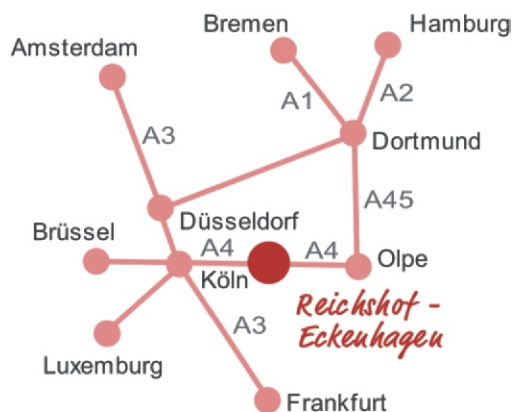 Bremen
Hamburg
Amsterdam
A1
A2
A3
Dortmund
A45
Düsseldorf
Brüssel
A4
A4
Olpe
Köln
Reichshof -
Eckenhagen
A3
Luxemburg
Frankfurt